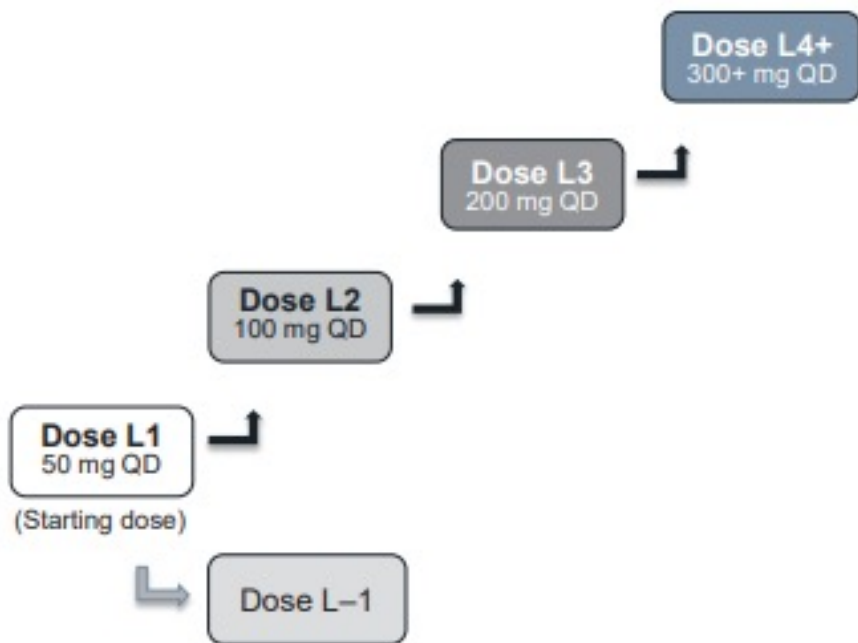 Dose L4+
300+ mg QD
Dose L3
200 mg QD
Dose L2
100 mg QD
Dose L1
50 mg QD
(Starting dose)
Dose L–1